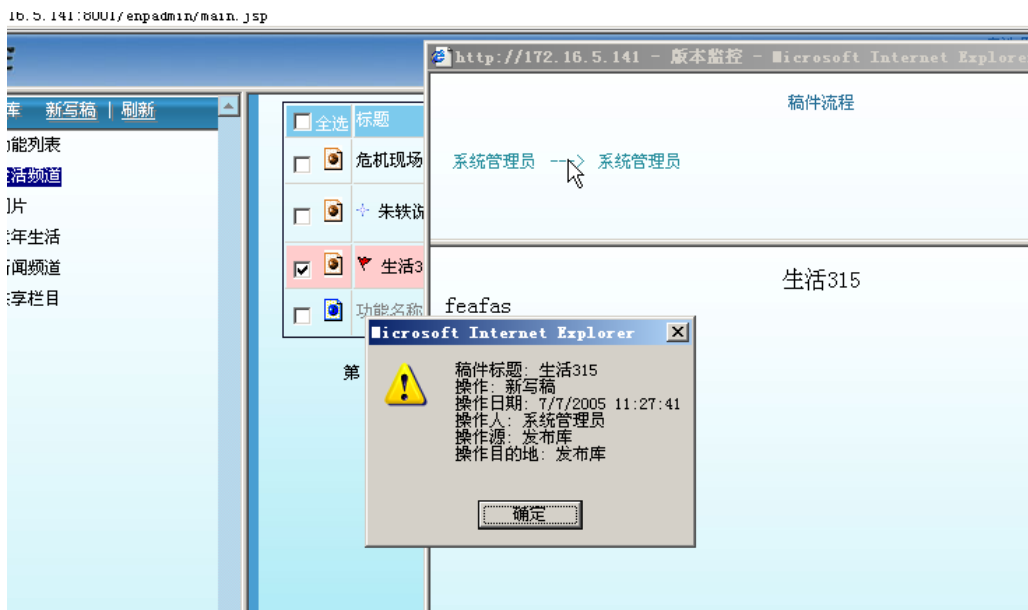 16.5.141:8001/enpadmin/main.jsp
http://172.16.5.141 - 版本监控 - Microsoft Internet Explore
库 新写稿 | 刷新
功能列表
生活频道
图片
新闻频道
共享栏目
全选 标题
危机现场
朱轶说
生活3
功能名称
第
稿件流程
系统管理员 ---> 系统管理员
生活315
feafas
Microsoft Internet Explorer
稿件标题: 生活315
操作: 新写稿
操作日期: 7/7/2005 11:27:41
操作人: 系统管理员
操作源: 发布库
操作目的地: 发布库
确定